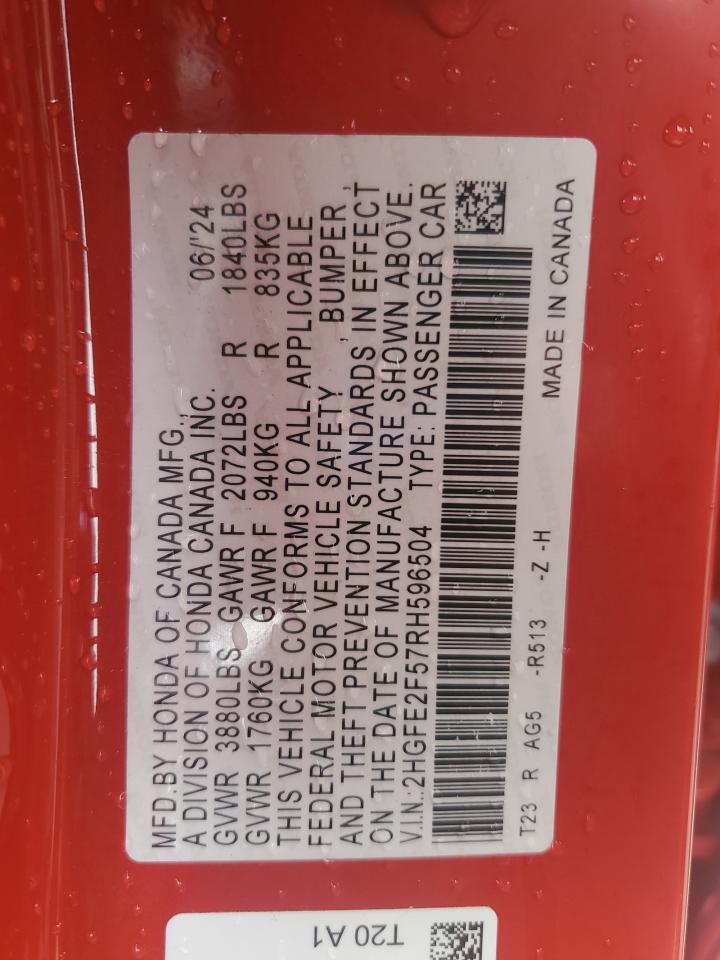 MFD.BY HONDA OF CANADA MFG.,
A DIVISION OF HONDA CANADA INC. 06/'24
GVWR 3880LBS GAWR F 2072LBS R 1840LBS
GVWR 1760KG GAWR F 940KG R 835KG
THIS VEHICLE CONFORMS TO ALL APPLICABLE
FEDERAL MOTOR VEHICLE SAFETY , BUMPER ,
AND THEFT PREVENTION STANDARDS IN EFFECT
ON THE DATE OF MANUFACTURE SHOWN ABOVE.
V.I.N.:2HGFE2F57RH596504 TYPE: PASSENGER CAR
T23 R AG5 -R513 -Z -H
MADE IN CANADA
T20 A1